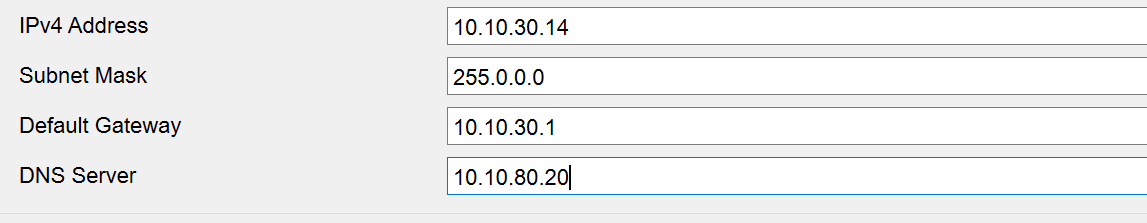 IPv4 Address 10.10.30.14
Subnet Mask 255.0.0.0
Default Gateway 10.10.30.1
DNS Server 10.10.80.20